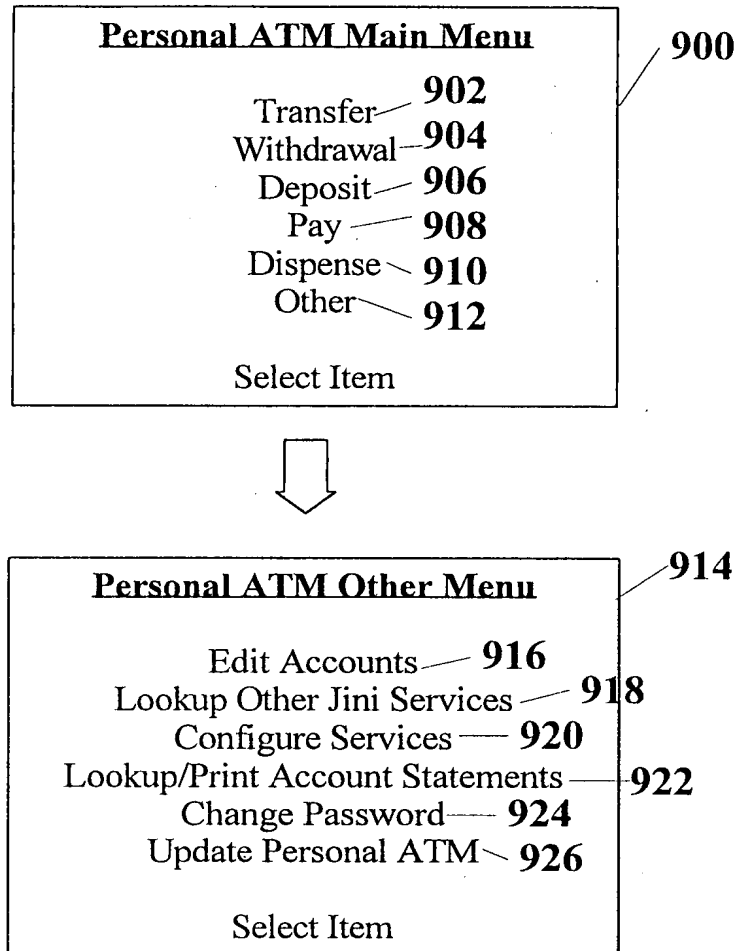 Personal ATM Main Menu
900
Transfer 902
Withdrawal 904
Deposit 906
Pay 908
Dispense 910
Other 912
Select Item
914
Personal ATM Other Menu
Edit Accounts 916
Lookup Other Jini Services 918
Configure Services 920
Lookup/Print Account Statements 922
Change Password 924
Update Personal ATM 926
Select Item